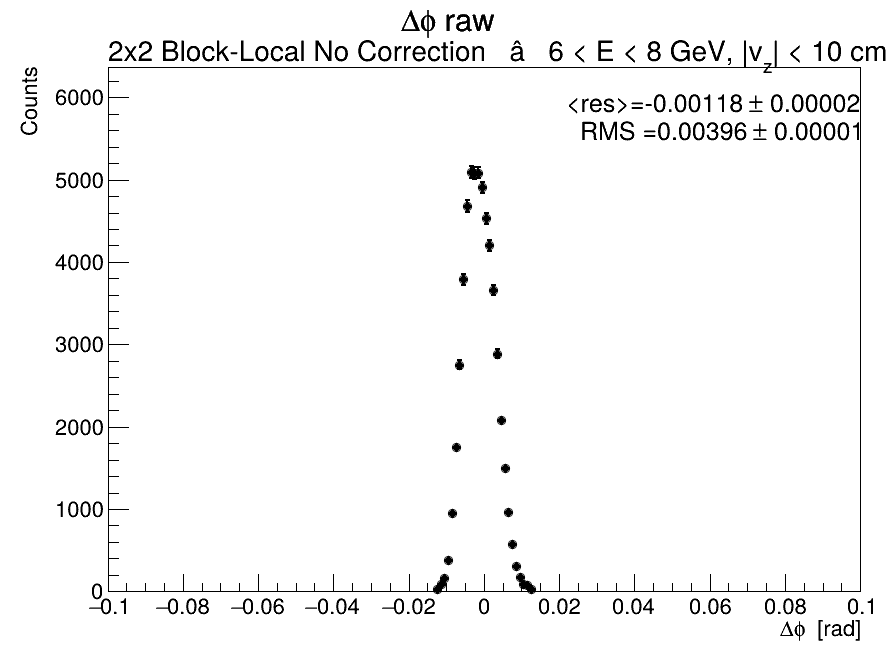 Δϕ raw
2x2 Block-Local No Correction â 6 < E < 8 GeV, |v_z| < 10 cm
Counts
<res>=-0.00118 ± 0.00002
RMS =0.00396 ± 0.00001
6000
5000
4000
3000
2000
1000
0
−0.1 −0.08 −0.06 −0.04 −0.02 0 0.02 0.04 0.06 0.08 0.1
Δϕ [rad]